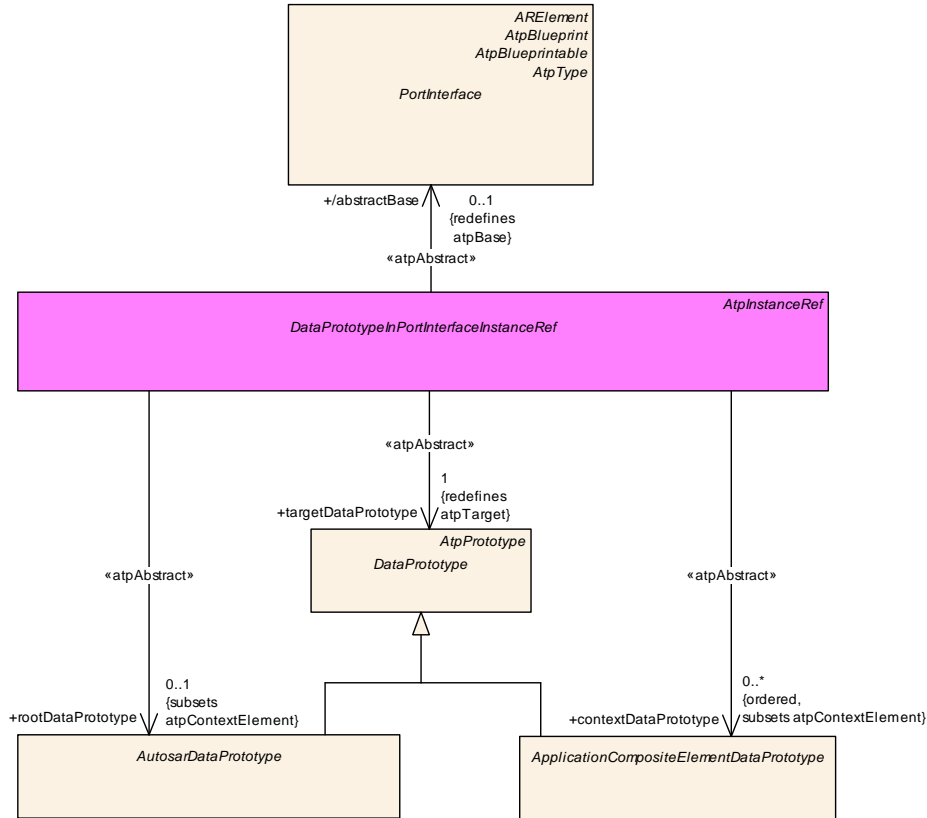 ARElement
AtpBlueprint
AtpBlueprintable
AtpType
PortInterface
+/abstractBase
0..1
{redefines
atpBase}
«atpAbstract»
AtpInstanceRef
DataPrototypeInPortInterfaceInstanceRef
«atpAbstract»
1
{redefines
+targetDataPrototype
atpTarget}
AtpPrototype
DataPrototype
«atpAbstract»
«atpAbstract»
0..1
{subsets
+rootDataPrototype
atpContextElement}
0..*
{ordered,
+contextDataPrototype
subsets atpContextElement}
AutosarDataPrototype
ApplicationCompositeElementDataPrototype